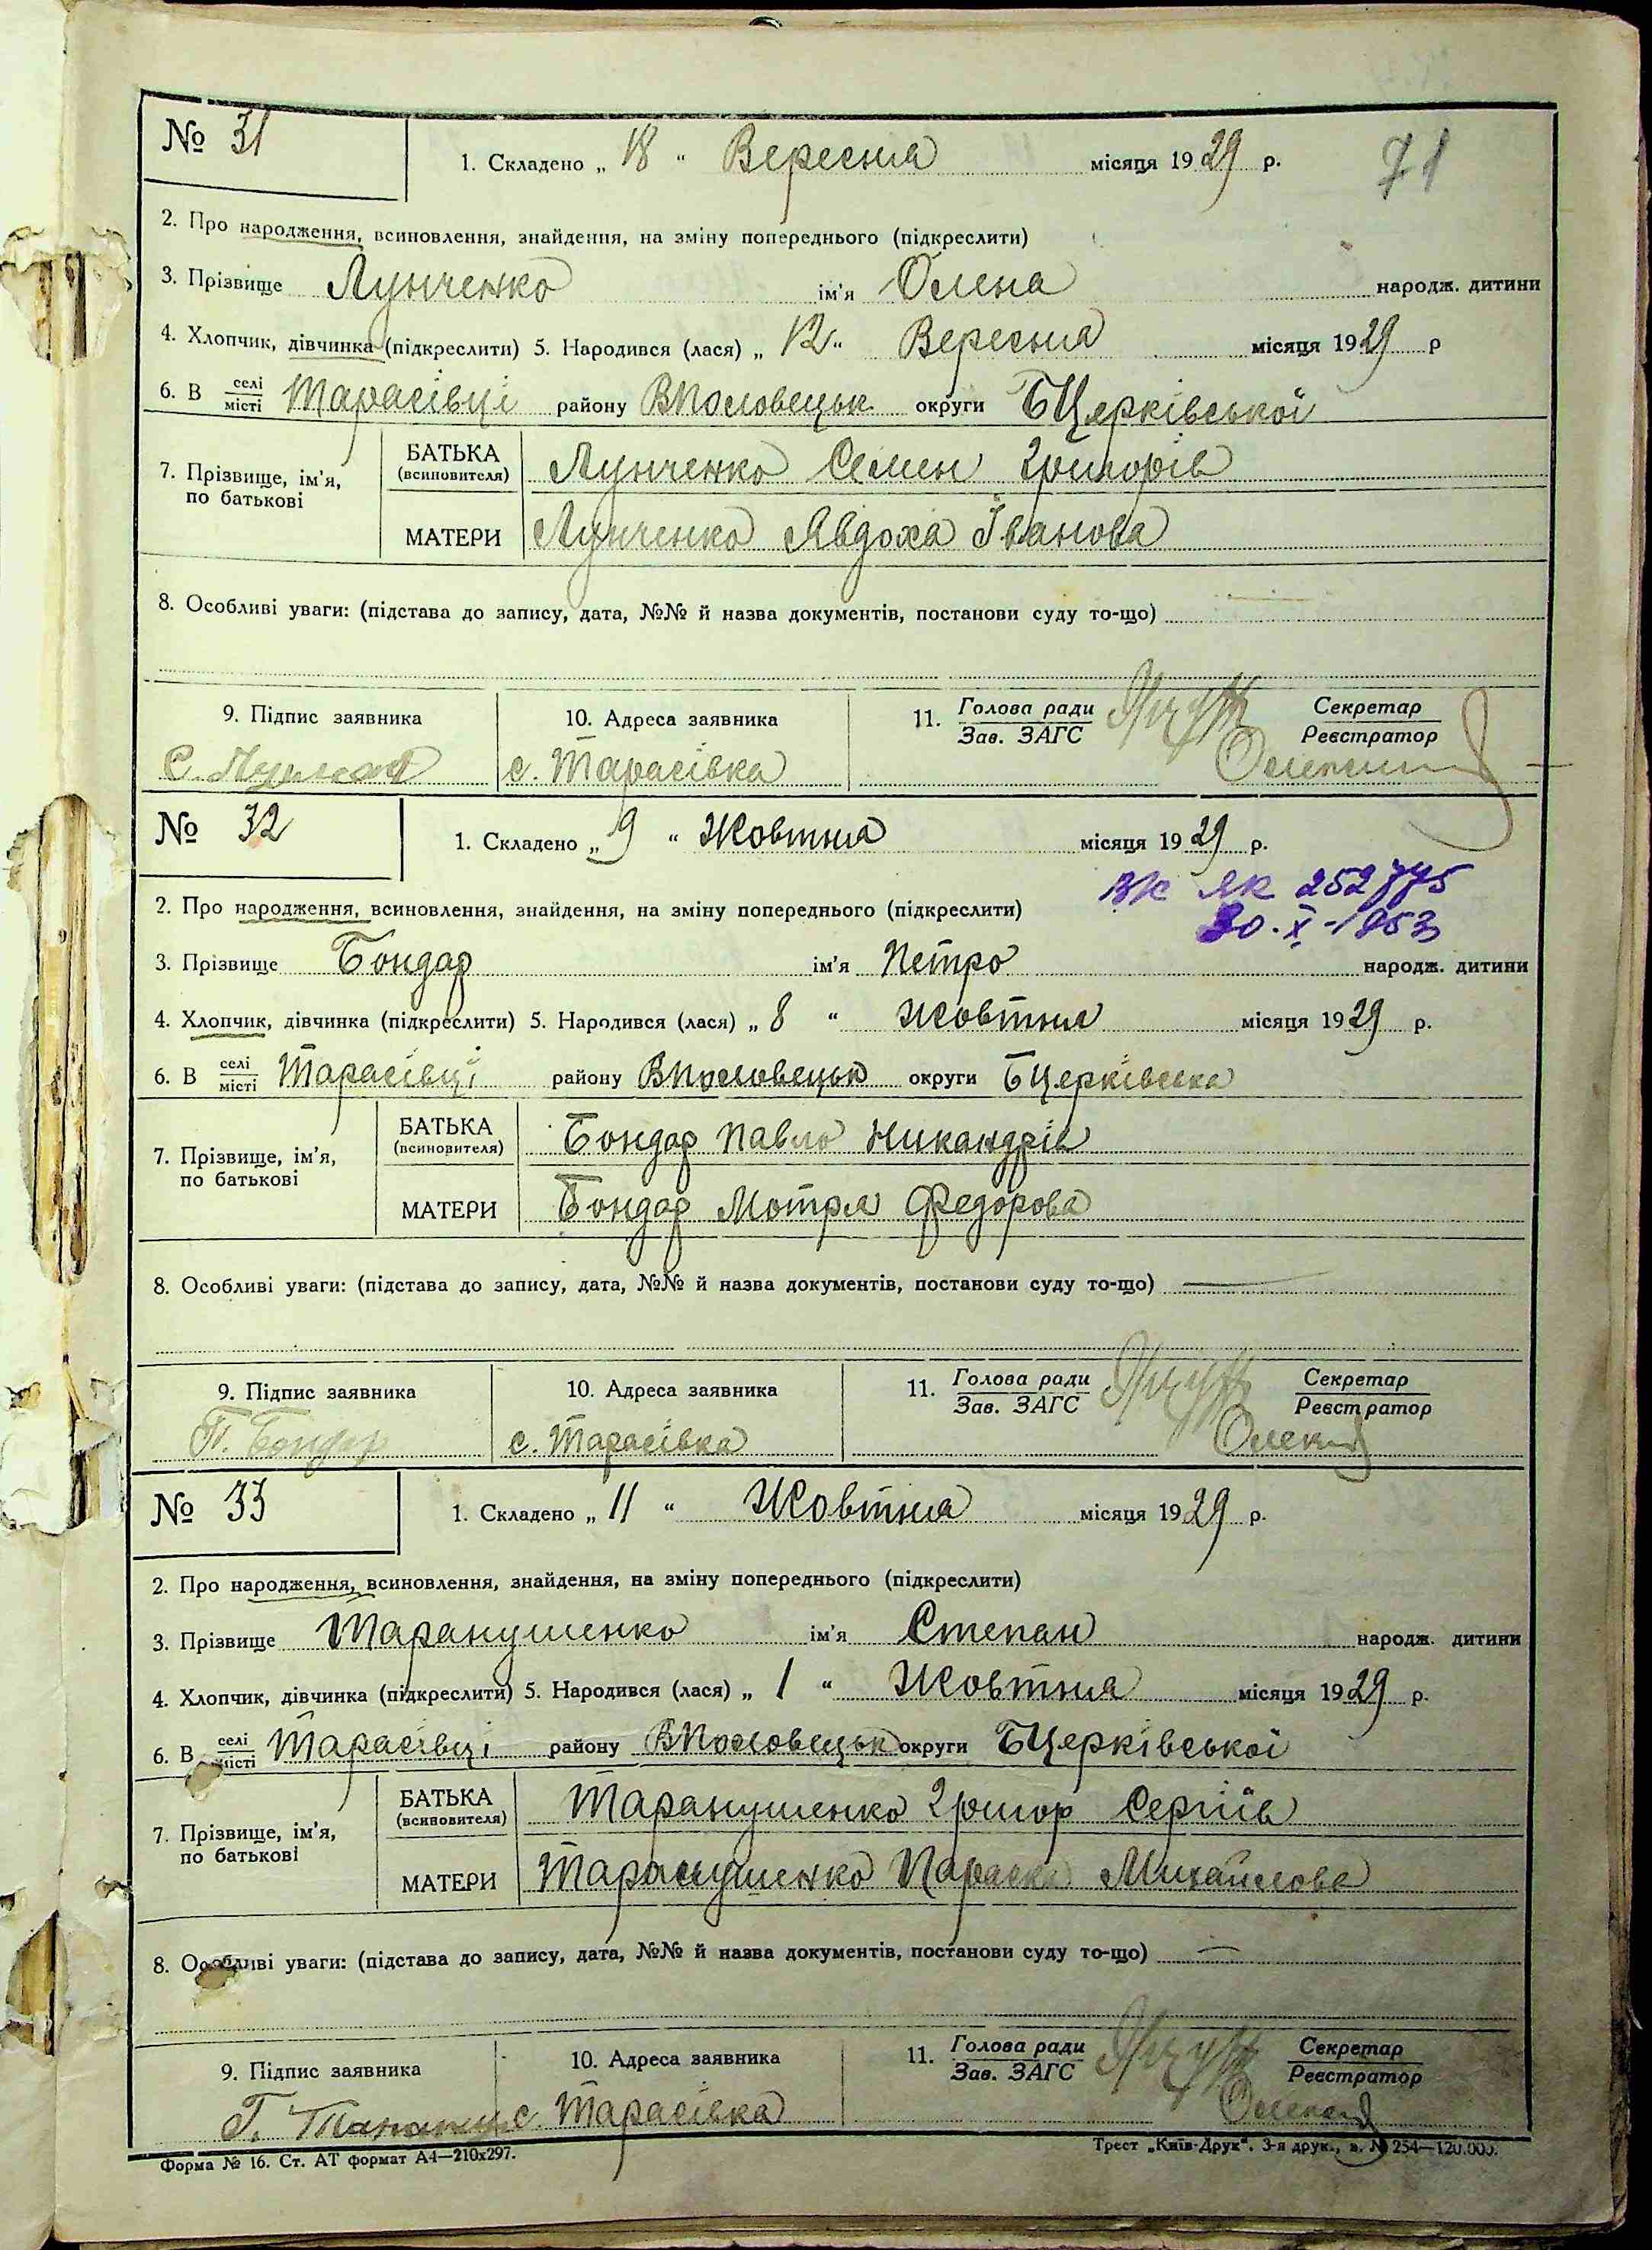 № 31
1. Складено „ 18 “ Вересня місяця 1929 р.
71
2. Про народження, всиновлення, знайдення, на зміну попереднього (підкреслити)
3. Прізвище Лунченко ім'я Олена народж. дитини
4. Хлопчик, дівчинка (підкреслити) 5. Народився (лася) „ 12 “ Вересня місяця 1929 р
6. В селі/місті Тарасівці району ВПоловецьк округи БЦерківської
7. Прізвище, ім'я, по батькові
БАТЬКА (всиновителя) Лунченко Семен Григорів
МАТЕРИ Лунченко Явдоха Іванова
8. Особливі уваги: (підстава до запису, дата, №№ й назва документів, постанови суду то-що)
9. Підпис заявника 10. Адреса заявника 11. Голова ради / Зав. ЗАГС Секретар / Реєстратор
с. Тарасівка
№ 32
1. Складено „ 9 “ Жовтня місяця 1929 р.
ЯК 252775
30.X-1953
2. Про народження, всиновлення, знайдення, на зміну попереднього (підкреслити)
3. Прізвище Бондар ім'я Петро народж. дитини
4. Хлопчик, дівчинка (підкреслити) 5. Народився (лася) „ 8 “ Жовтня місяця 1929 р.
6. В селі/місті Тарасівці району ВПоловецьк округи БЦерківська
7. Прізвище, ім'я, по батькові
БАТЬКА (всиновителя) Бондар Павло Никандрів
МАТЕРИ Бондар Мотря Федорова
8. Особливі уваги: (підстава до запису, дата, №№ й назва документів, постанови суду то-що)
9. Підпис заявника 10. Адреса заявника 11. Голова ради / Зав. ЗАГС Секретар / Реєстратор
П. Бондар с. Тарасівка
№ 33
1. Складено „ 11 “ Жовтня місяця 1929 р.
2. Про народження, всиновлення, знайдення, на зміну попереднього (підкреслити)
3. Прізвище Таранушенко ім'я Степан народж. дитини
4. Хлопчик, дівчинка (підкреслити) 5. Народився (лася) „ 1 “ Жовтня місяця 1929 р.
6. В селі/місті Тарасівці району ВПоловецьк округи БЦерківської
7. Прізвище, ім'я, по батькові
БАТЬКА (всиновителя) Таранушенко Григор Сергіїв
МАТЕРИ Таранушенко Параска Михайлова
8. Особливі уваги: (підстава до запису, дата, №№ й назва документів, постанови суду то-що)
9. Підпис заявника 10. Адреса заявника 11. Голова ради / Зав. ЗАГС Секретар / Реєстратор
с. Тарасівка
Форма № 16. Ст. АТ формат А4—210x297. Трест „Київ-Друк“. 3-я друк., з. № 254—120.000.